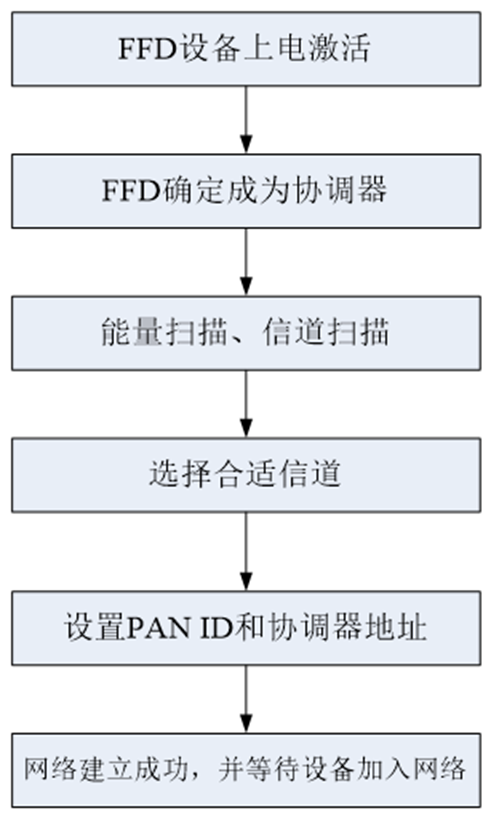 FFD设备上电激活
FFD确定成为协调器
能量扫描、信道扫描
选择合适信道
设置PAN ID和协调器地址
网络建立成功，并等待设备加入网络